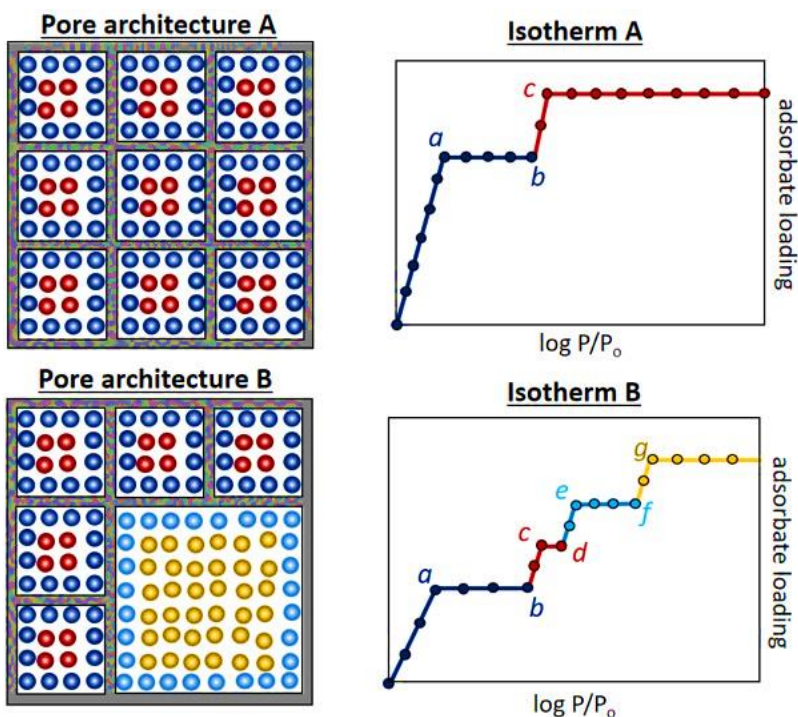 Pore architecture A
Isotherm A
a
b
c
adsorbate loading
log P/Po
Pore architecture B
Isotherm B
a
b
c
d
e
f
g
adsorbate loading
log P/Po